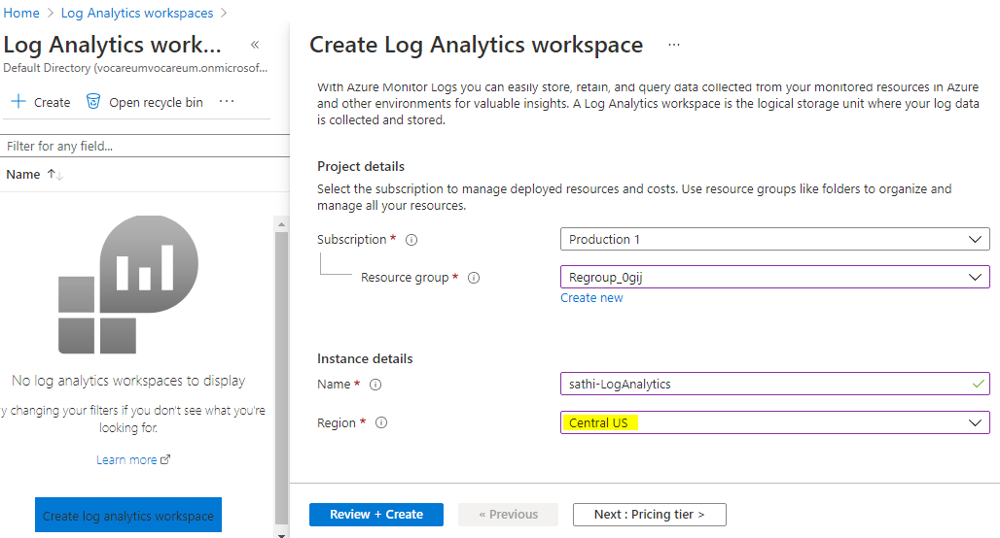 Home > Log Analytics workspaces >
Log Analytics work... «
Default Directory (vocareumvocareum.onmicrosof...
+ Create Open recycle bin ...
Filter for any field...
Name ↑↓
No log analytics workspaces to display
y changing your filters if you don't see what you're
looking for.
Learn more
Create log analytics workspace
Create Log Analytics workspace ...
With Azure Monitor Logs you can easily store, retain, and query data collected from your monitored resources in Azure
and other environments for valuable insights. A Log Analytics workspace is the logical storage unit where your log data
is collected and stored.
Project details
Select the subscription to manage deployed resources and costs. Use resource groups like folders to organize and
manage all your resources.
Subscription *
Production 1
Resource group *
Regroup_0gij
Create new
Instance details
Name *
sathi-LogAnalytics
Region *
Central US
Review + Create
« Previous
Next : Pricing tier >